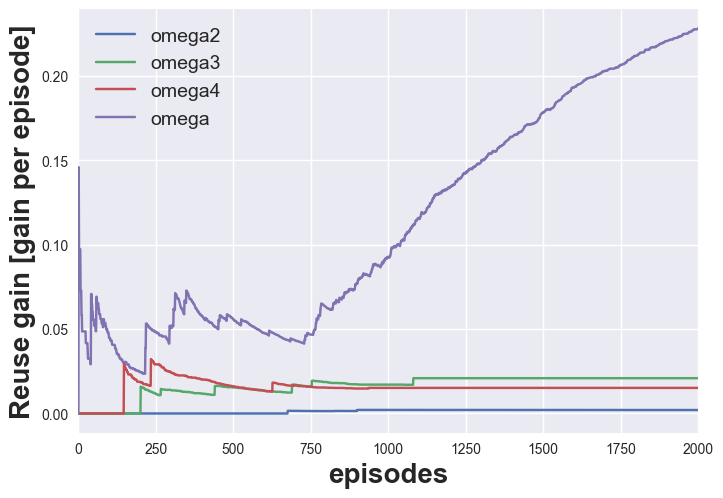 Reuse gain [gain per episode]
0.20
0.15
0.10
0.05
0.00
omega2
omega3
omega4
omega
0 250 500 750 1000 1250 1500 1750 2000
episodes